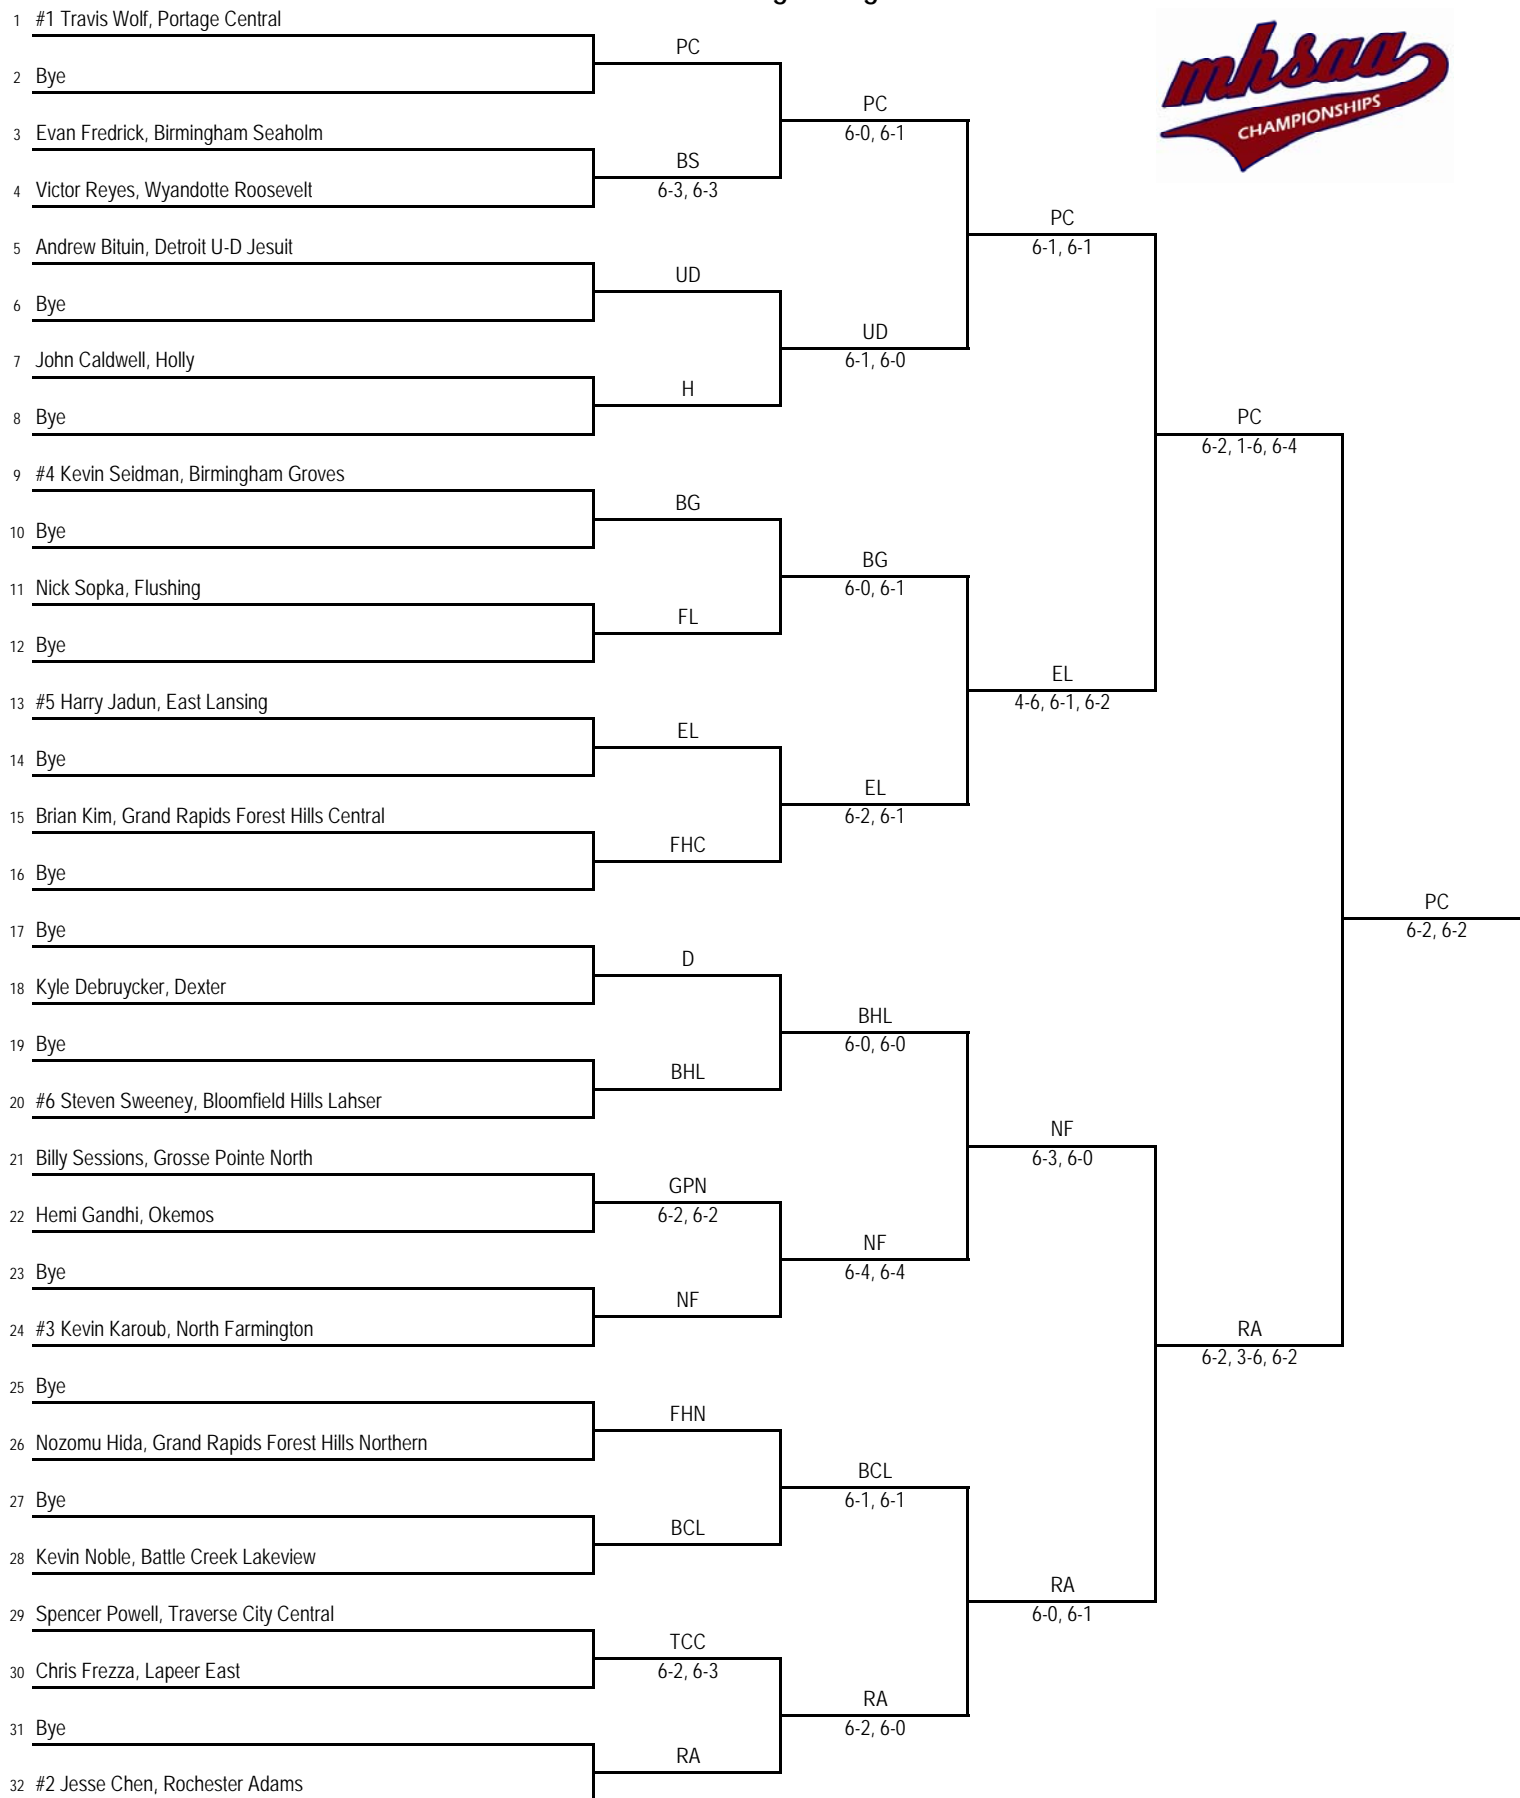 1 #1 Travis Wolf, Portage Central
PC
2 Bye
PC
6-0, 6-1
3 Evan Fredrick, Birmingham Seaholm
BS
6-3, 6-3
4 Victor Reyes, Wyandotte Roosevelt
PC
6-1, 6-1
5 Andrew Bituin, Detroit U-D Jesuit
UD
6 Bye
UD
6-1, 6-0
7 John Caldwell, Holly
H
8 Bye
PC
6-2, 1-6, 6-4
9 #4 Kevin Seidman, Birmingham Groves
BG
10 Bye
BG
6-0, 6-1
11 Nick Sopka, Flushing
FL
12 Bye
EL
4-6, 6-1, 6-2
13 #5 Harry Jadun, East Lansing
EL
14 Bye
EL
6-2, 6-1
15 Brian Kim, Grand Rapids Forest Hills Central
FHC
16 Bye
PC
6-2, 6-2
17 Bye
D
18 Kyle Debruycker, Dexter
BHL
6-0, 6-0
19 Bye
BHL
20 #6 Steven Sweeney, Bloomfield Hills Lahser
NF
6-3, 6-0
21 Billy Sessions, Grosse Pointe North
GPN
6-2, 6-2
22 Hemi Gandhi, Okemos
NF
6-4, 6-4
23 Bye
NF
24 #3 Kevin Karoub, North Farmington
RA
6-2, 3-6, 6-2
25 Bye
FHN
26 Nozomu Hida, Grand Rapids Forest Hills Northern
BCL
6-1, 6-1
27 Bye
BCL
28 Kevin Noble, Battle Creek Lakeview
RA
6-0, 6-1
29 Spencer Powell, Traverse City Central
TCC
6-2, 6-3
30 Chris Frezza, Lapeer East
RA
6-2, 6-0
31 Bye
RA
32 #2 Jesse Chen, Rochester Adams
mhsaa
CHAMPIONSHIPS